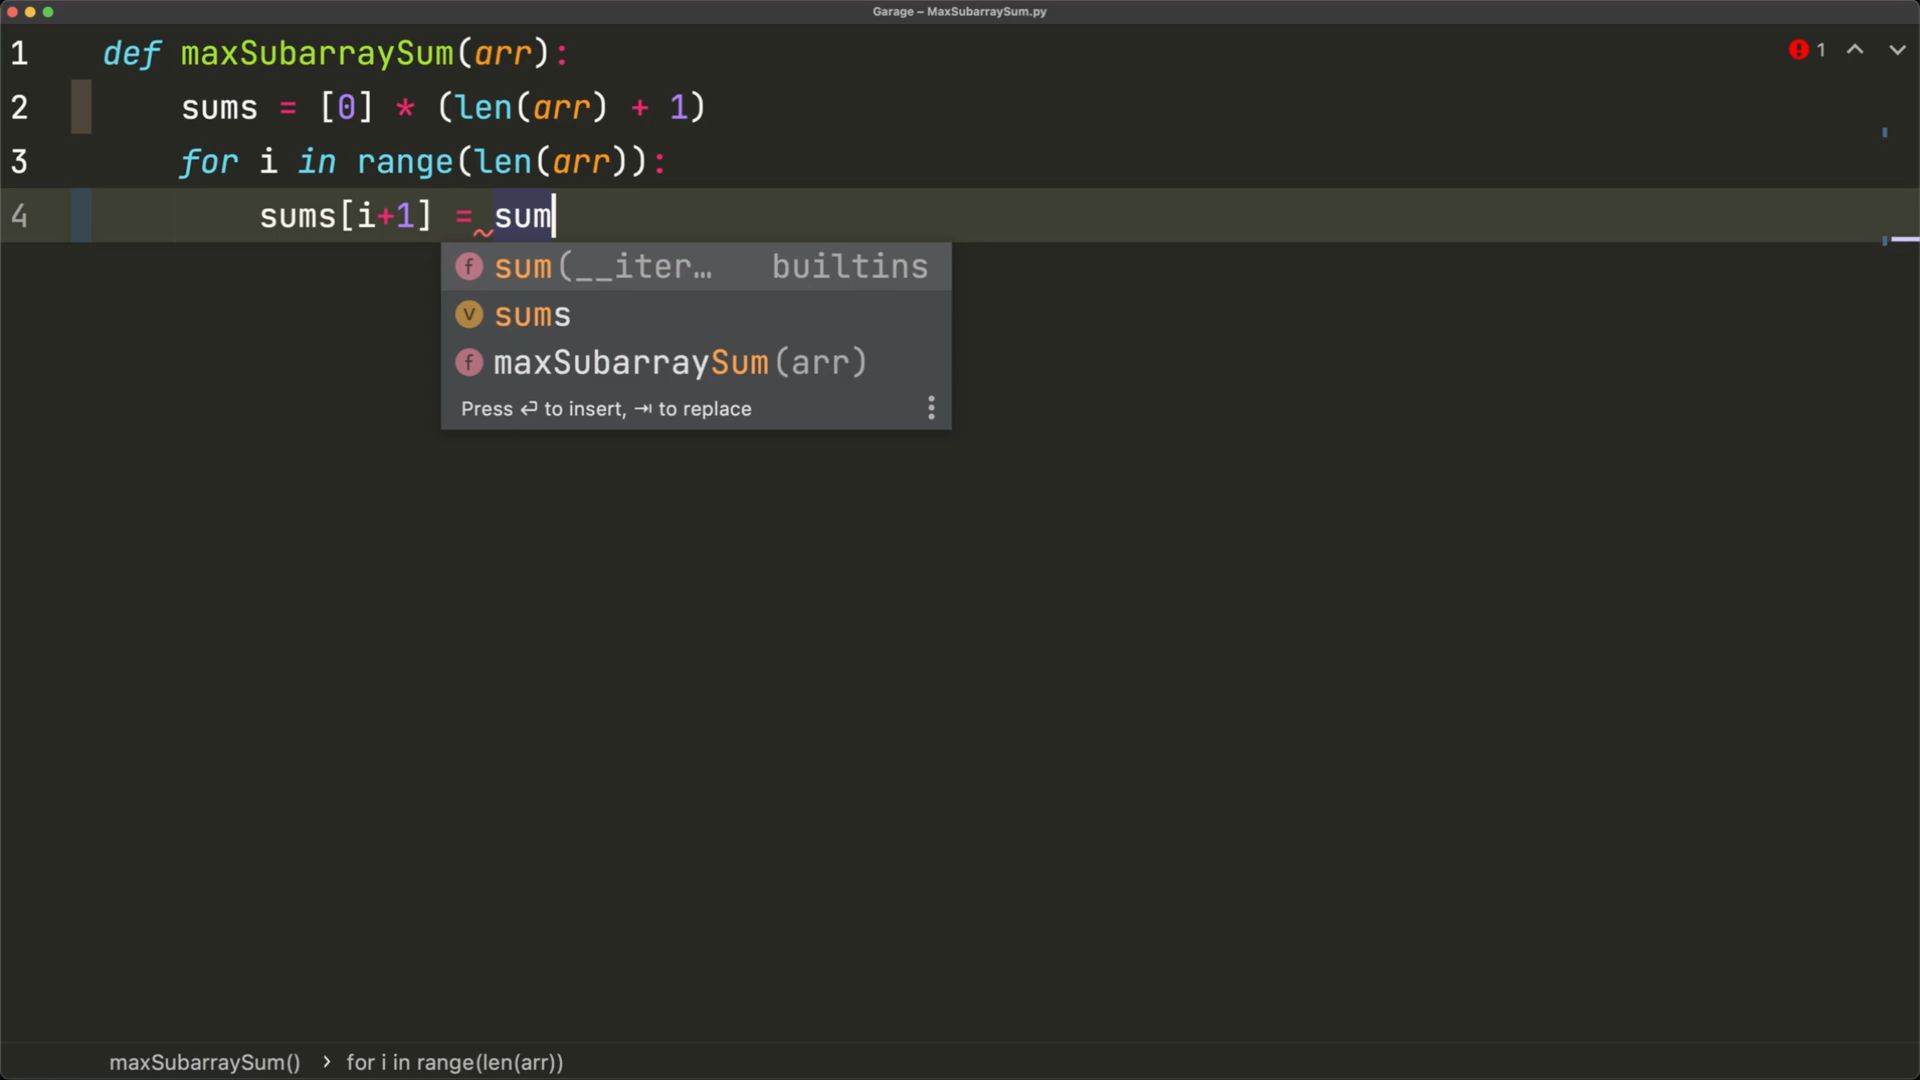 Garage – MaxSubarraySum.py
1 def maxSubarraySum(arr):
1
2 sums = [0] * (len(arr) + 1)
3 for i in range(len(arr)):
4 sums[i+1] = sum
f sum(__iter… builtins
v sums
f maxSubarraySum(arr)
Press ↩ to insert, ⇥ to replace
maxSubarraySum() › for i in range(len(arr))